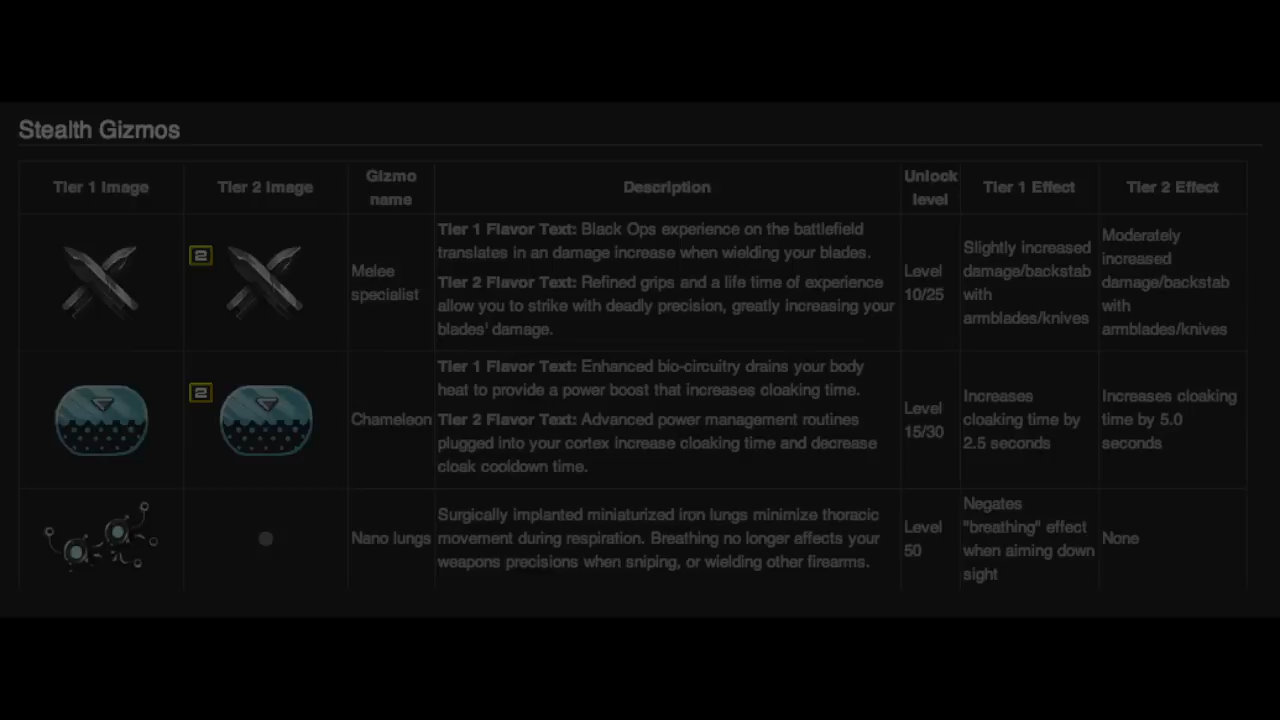 Stealth Gizmos
Tier 1 Image
Tier 2 Image
Gizmo
name
Description
Unlock
level
Tier 1 Effect
Tier 2 Effect
2
Melee
specialist
Tier 1 Flavor Text: Black Ops experience on the battlefield
translates in an damage increase when wielding your blades.
Tier 2 Flavor Text: Refined grips and a life time of experience
allow you to strike with deadly precision, greatly increasing your
blades' damage.
Level
10/25
Slightly increased
damage/backstab
with
armblades/knives
Moderately
increased
damage/backstab
with
armblades/knives
2
Chameleon
Tier 1 Flavor Text: Enhanced bio-circuitry drains your body
heat to provide a power boost that increases cloaking time.
Tier 2 Flavor Text: Advanced power management routines
plugged into your cortex increase cloaking time and decrease
cloak cooldown time.
Level
15/30
Increases
cloaking time by
2.5 seconds
Increases cloaking
time by 5.0
seconds
Nano lungs
Surgically implanted miniaturized iron lungs minimize thoracic
movement during respiration. Breathing no longer affects your
weapons precisions when sniping, or wielding other firearms.
Level
50
Negates
"breathing" effect
when aiming down
sight
None